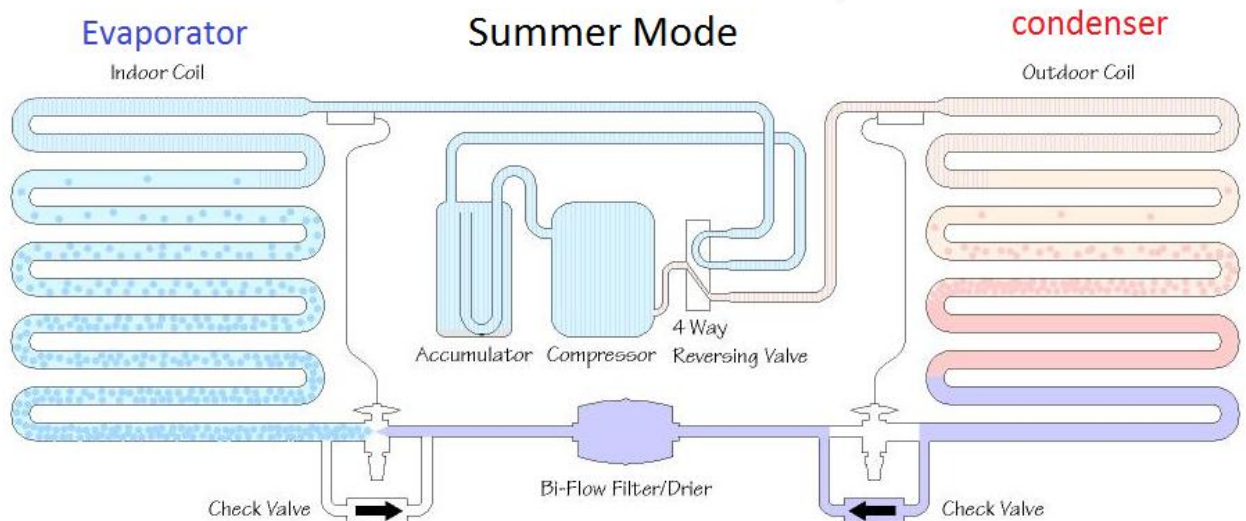 Evaporator
Summer Mode
condenser
Indoor Coil
Outdoor Coil
4 Way
Accumulator
Compressor
Reversing Valve
Bi-Flow Filter/Drier
Check Valve
Check Valve